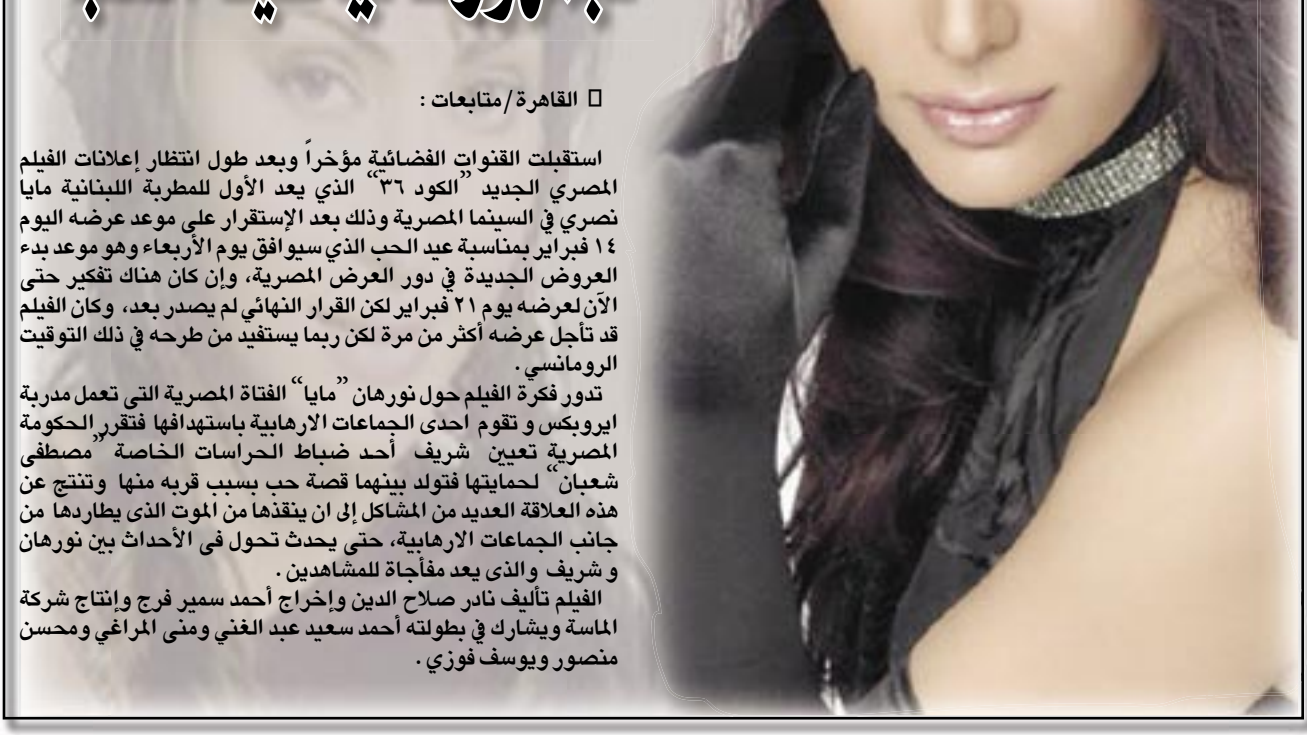 القاهرة/متابعات :
استقبلت القنوات الفضائية مؤخراً وبعد طول انتظار إعلانات الفيلم
المصري الجديد ”الكود ٣٦“ الذي يعد الأول للمطربة اللبنانية مايا
نصري في السينما المصرية وذلك بعد الإستقرار على موعد عرضه اليوم
١٤ فبراير بمناسبة عيد الحب الذي سيوافق يوم الأربعاء وهو موعد بدء
العروض الجديدة في دور العرض المصرية، وإن كان هناك تفكير حتى
الآن لعرضه يوم ٢١ فبراير لكن القرار النهائي لم يصدر بعد، وكان الفيلم
قد تأجل عرضه أكثر من مرة لكن ربما يستفيد من طرحه في ذلك التوقيت
الرومانسي .
تدور فكرة الفيلم حول نورهان ”مايا“ الفتاة المصرية التى تعمل مدربة
ايروبكس و تقوم احدى الجماعات الارهابية باستهدافها فتقرر الحكومة
المصرية تعيين شريف أحد ضباط الحراسات الخاصة ”مصطفى
شعبان“ لحمايتها فتولد بينهما قصة حب بسبب قربه منها وتنتج عن
هذه العلاقة العديد من المشاكل إلى ان ينقذها من الموت الذى يطاردها من
جانب الجماعات الارهابية، حتى يحدث تحول فى الأحداث بين نورهان
و شريف والذى يعد مفأجاة للمشاهدين .
الفيلم تأليف نادر صلاح الدين وإخراج أحمد سمير فرج وإنتاج شركة
الماسة ويشارك في بطولته أحمد سعيد عبد الغني ومنى المراغي ومحسن
منصور ويوسف فوزي .